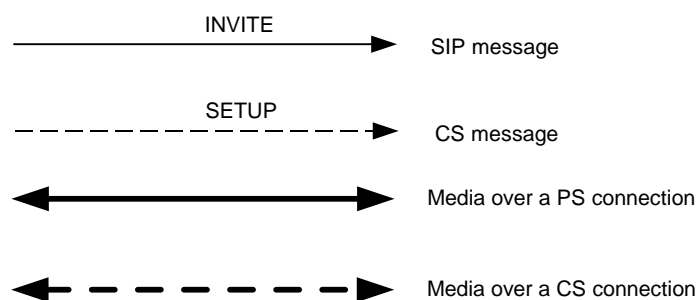 INVITE
SIP message
SETUP
CS message
Media over a PS connection
Media over a CS connection